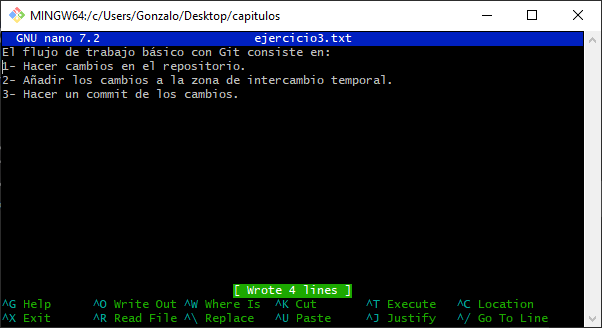 MINGW64:/c/Users/Gonzalo/Desktop/capitulos
GNU nano 7.2 ejercicio3.txt
El flujo de trabajo básico con Git consiste en:
1- Hacer cambios en el repositorio.
2- Añadir los cambios a la zona de intercambio temporal.
3- Hacer un commit de los cambios.
[ Wrote 4 lines ]
^G Help ^O Write Out ^W Where Is ^K Cut ^T Execute ^C Location
^X Exit ^R Read File ^\ Replace ^U Paste ^J Justify ^/ Go To Line